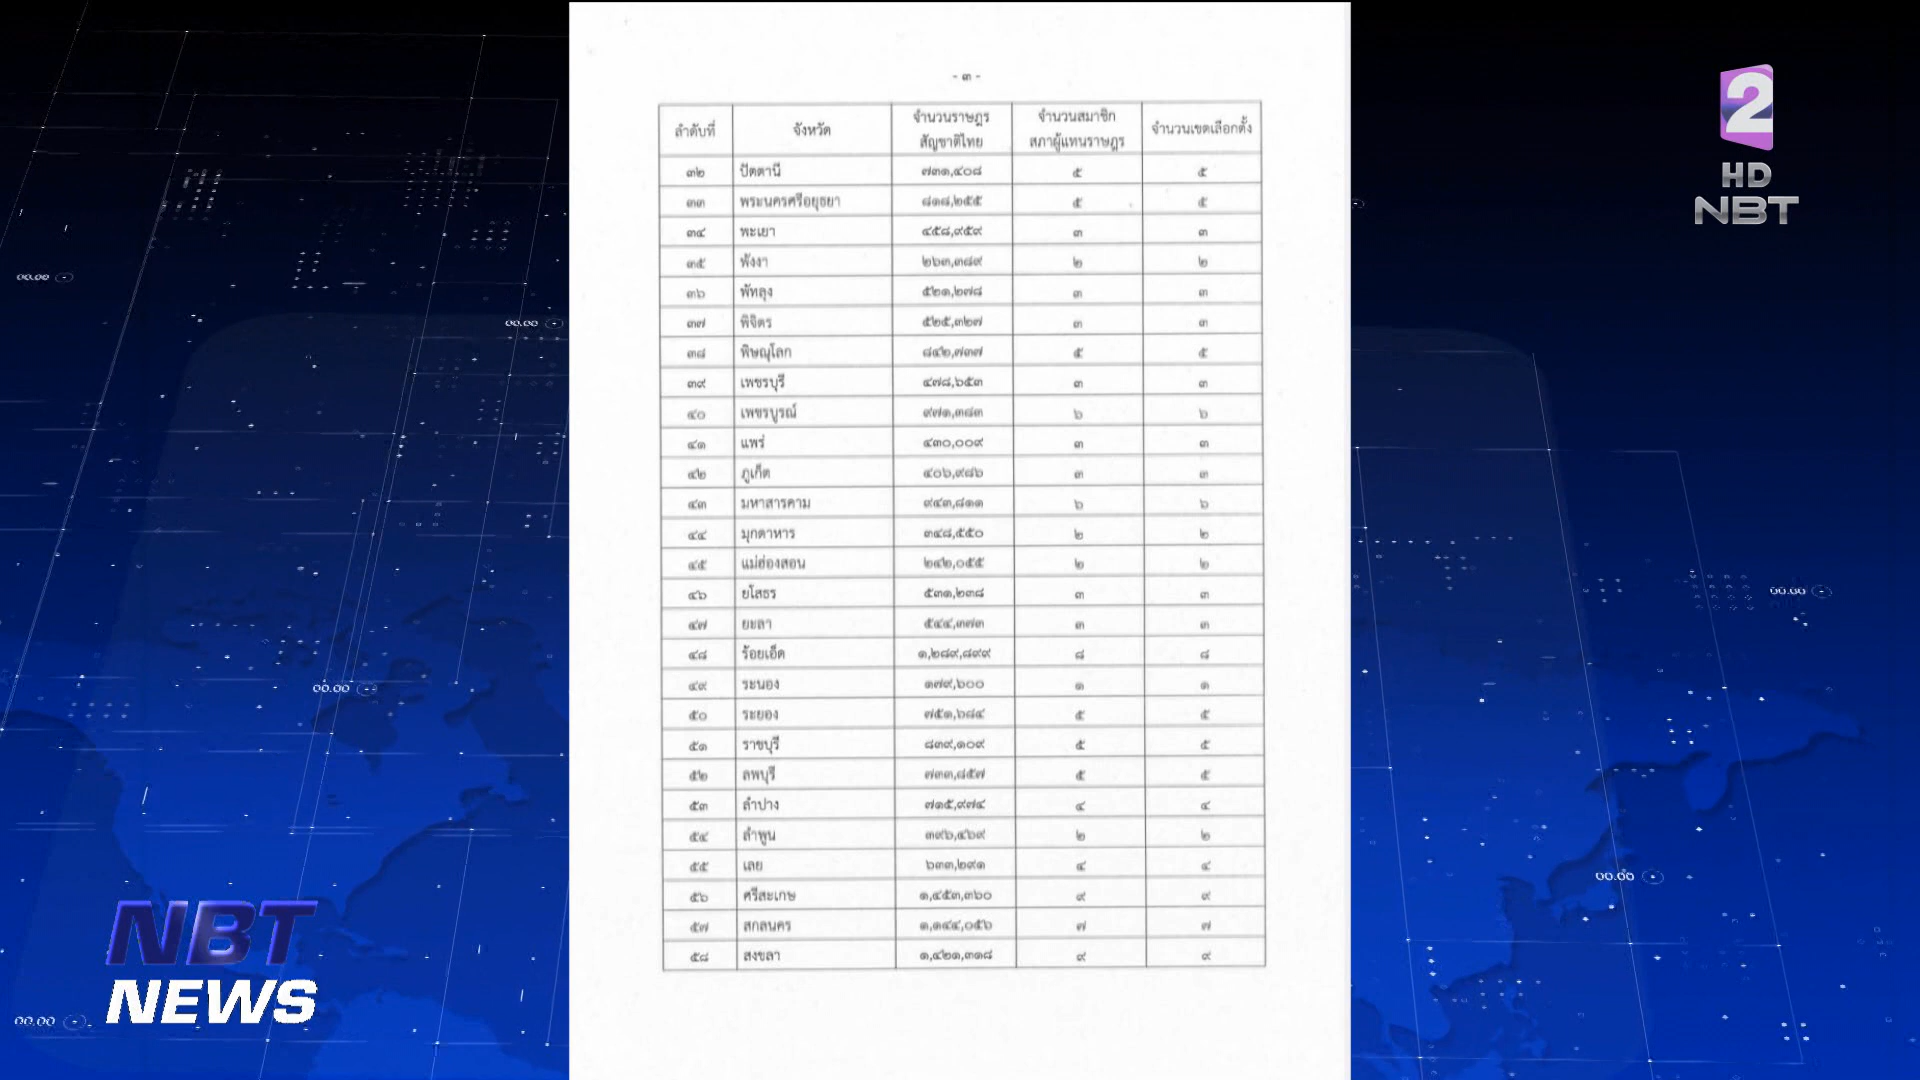 - ๓ -
ลำดับที่ จังหวัด จำนวนราษฎร สัญชาติไทย จำนวนสมาชิก สภาผู้แทนราษฎร จำนวนเขตเลือกตั้ง
๓๒ ปัตตานี ๗๓๑,๔๐๘ ๕ ๕
๓๓ พระนครศรีอยุธยา ๘๑๘,๒๕๕ ๕ ๕
๓๔ พะเยา ๔๕๘,๙๕๙ ๓ ๓
๓๕ พังงา ๒๖๓,๓๘๙ ๒ ๒
๓๖ พัทลุง ๕๒๑,๒๗๘ ๓ ๓
๓๗ พิจิตร ๕๒๕,๓๒๗ ๓ ๓
๓๘ พิษณุโลก ๘๔๒,๗๓๗ ๕ ๕
๓๙ เพชรบุรี ๔๗๘,๖๕๓ ๓ ๓
๔๐ เพชรบูรณ์ ๙๗๑,๓๘๓ ๖ ๖
๔๑ แพร่ ๔๓๐,๐๐๙ ๓ ๓
๔๒ ภูเก็ต ๔๐๖,๙๘๖ ๓ ๓
๔๓ มหาสารคาม ๙๔๓,๘๑๑ ๖ ๖
๔๔ มุกดาหาร ๓๔๘,๕๕๐ ๒ ๒
๔๕ แม่ฮ่องสอน ๒๔๒,๐๕๕ ๒ ๒
๔๖ ยโสธร ๕๓๑,๒๓๘ ๓ ๓
๔๗ ยะลา ๕๔๔,๓๗๓ ๓ ๓
๔๘ ร้อยเอ็ด ๑,๒๘๙,๘๙๙ ๘ ๘
๔๙ ระนอง ๑๗๙,๖๐๐ ๑ ๑
๕๐ ระยอง ๗๕๑,๖๘๔ ๕ ๕
๕๑ ราชบุรี ๘๓๙,๑๐๙ ๕ ๕
๕๒ ลพบุรี ๗๓๓,๘๕๗ ๕ ๕
๕๓ ลำปาง ๗๑๕,๙๗๔ ๔ ๔
๕๔ ลำพูน ๓๙๖,๔๖๙ ๒ ๒
๕๕ เลย ๖๓๓,๒๙๑ ๔ ๔
๕๖ ศรีสะเกษ ๑,๔๕๓,๓๖๐ ๙ ๙
๕๗ สกลนคร ๑,๑๔๔,๐๕๖ ๗ ๗
๕๘ สงขลา ๑,๔๒๑,๓๑๘ ๙ ๙
2
HD
NBT
NBT
NEWS
00.00
00.00
00.00
00.00
00.00
00.00